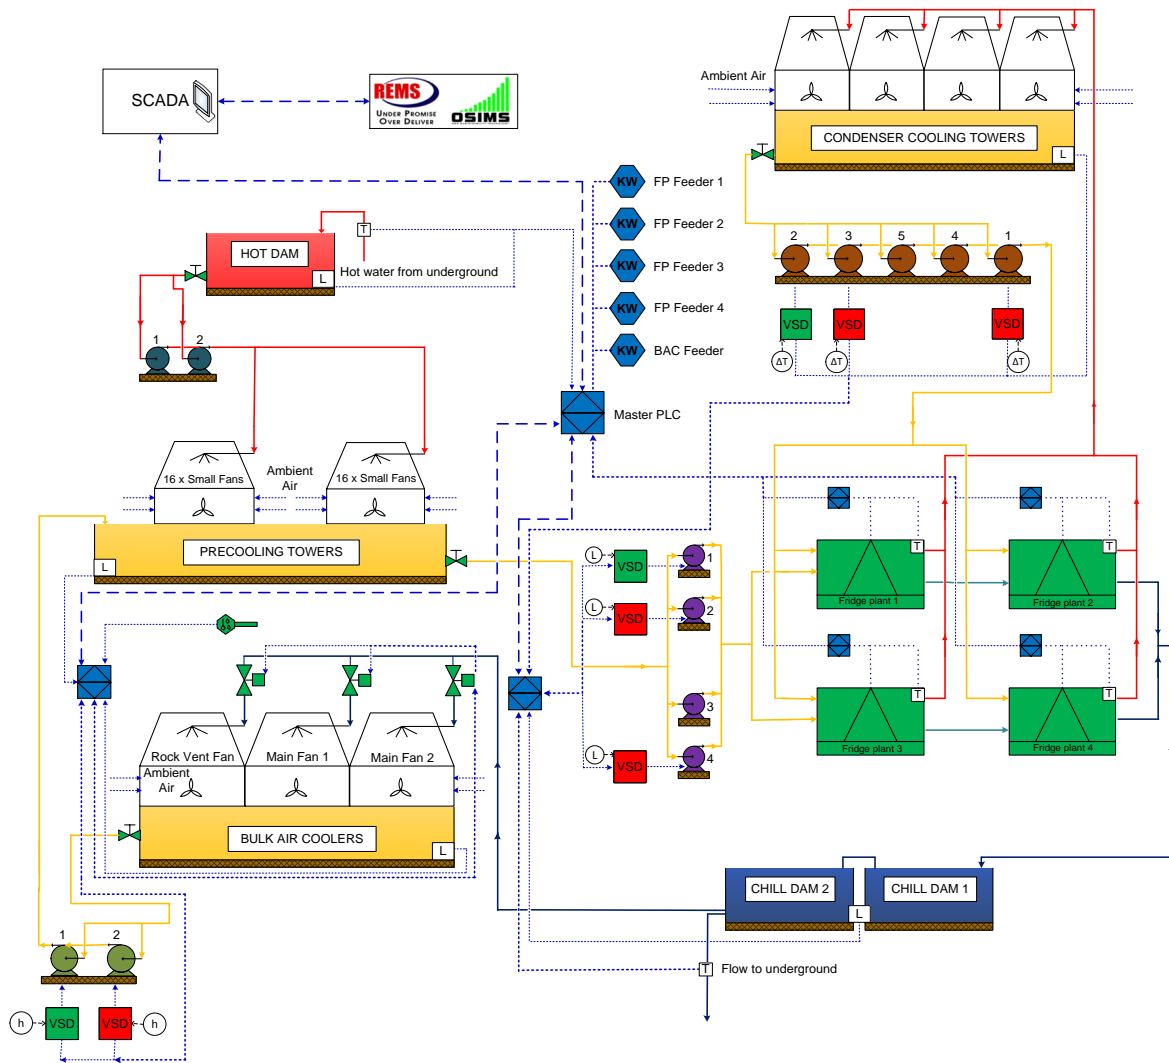 Ambient Air
SCADA
REMS
UNDER PROMISE
OVER DELIVER
OSIMS
CONDENSER COOLING TOWERS
L
KW
FP Feeder 1
KW
FP Feeder 2
KW
FP Feeder 3
KW
FP Feeder 4
KW
BAC Feeder
HOT DAM
L
T
Hot water from underground
2
3
5
4
1
VSD
VSD
VSD
ΔT
ΔT
ΔT
1
2
Master PLC
16 x Small Fans
Ambient
Air
16 x Small Fans
PRECOOLING TOWERS
L
L
VSD
1
L
VSD
2
3
L
VSD
4
T
Fridge plant 1
T
Fridge plant 2
T
Fridge plant 3
T
Fridge plant 4
Rock Vent Fan
Main Fan 1
Main Fan 2
Ambient
Air
BULK AIR COOLERS
L
CHILL DAM 2
CHILL DAM 1
L
T
Flow to underground
1
2
h
VSD
VSD
h